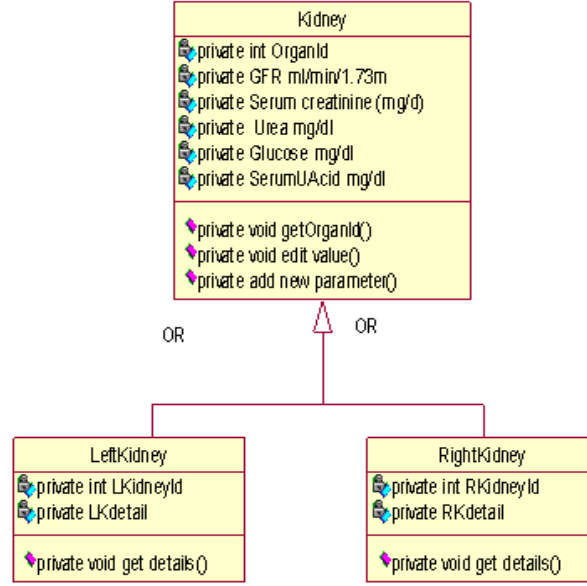 Kidney
private int OrganId
private GFR ml/min/1.73m
private Serum creatinine (mg/d)
private Urea mg/dl
private Glucose mg/dl
private SerumUAcid mg/dl
private void getOrganId()
private void edit value()
private add new parameter()
OR
OR
LeftKidney
private int LKidneyId
private LKdetail
private void get details()
RightKidney
private int RKidneyId
private RKdetail
private void get details()